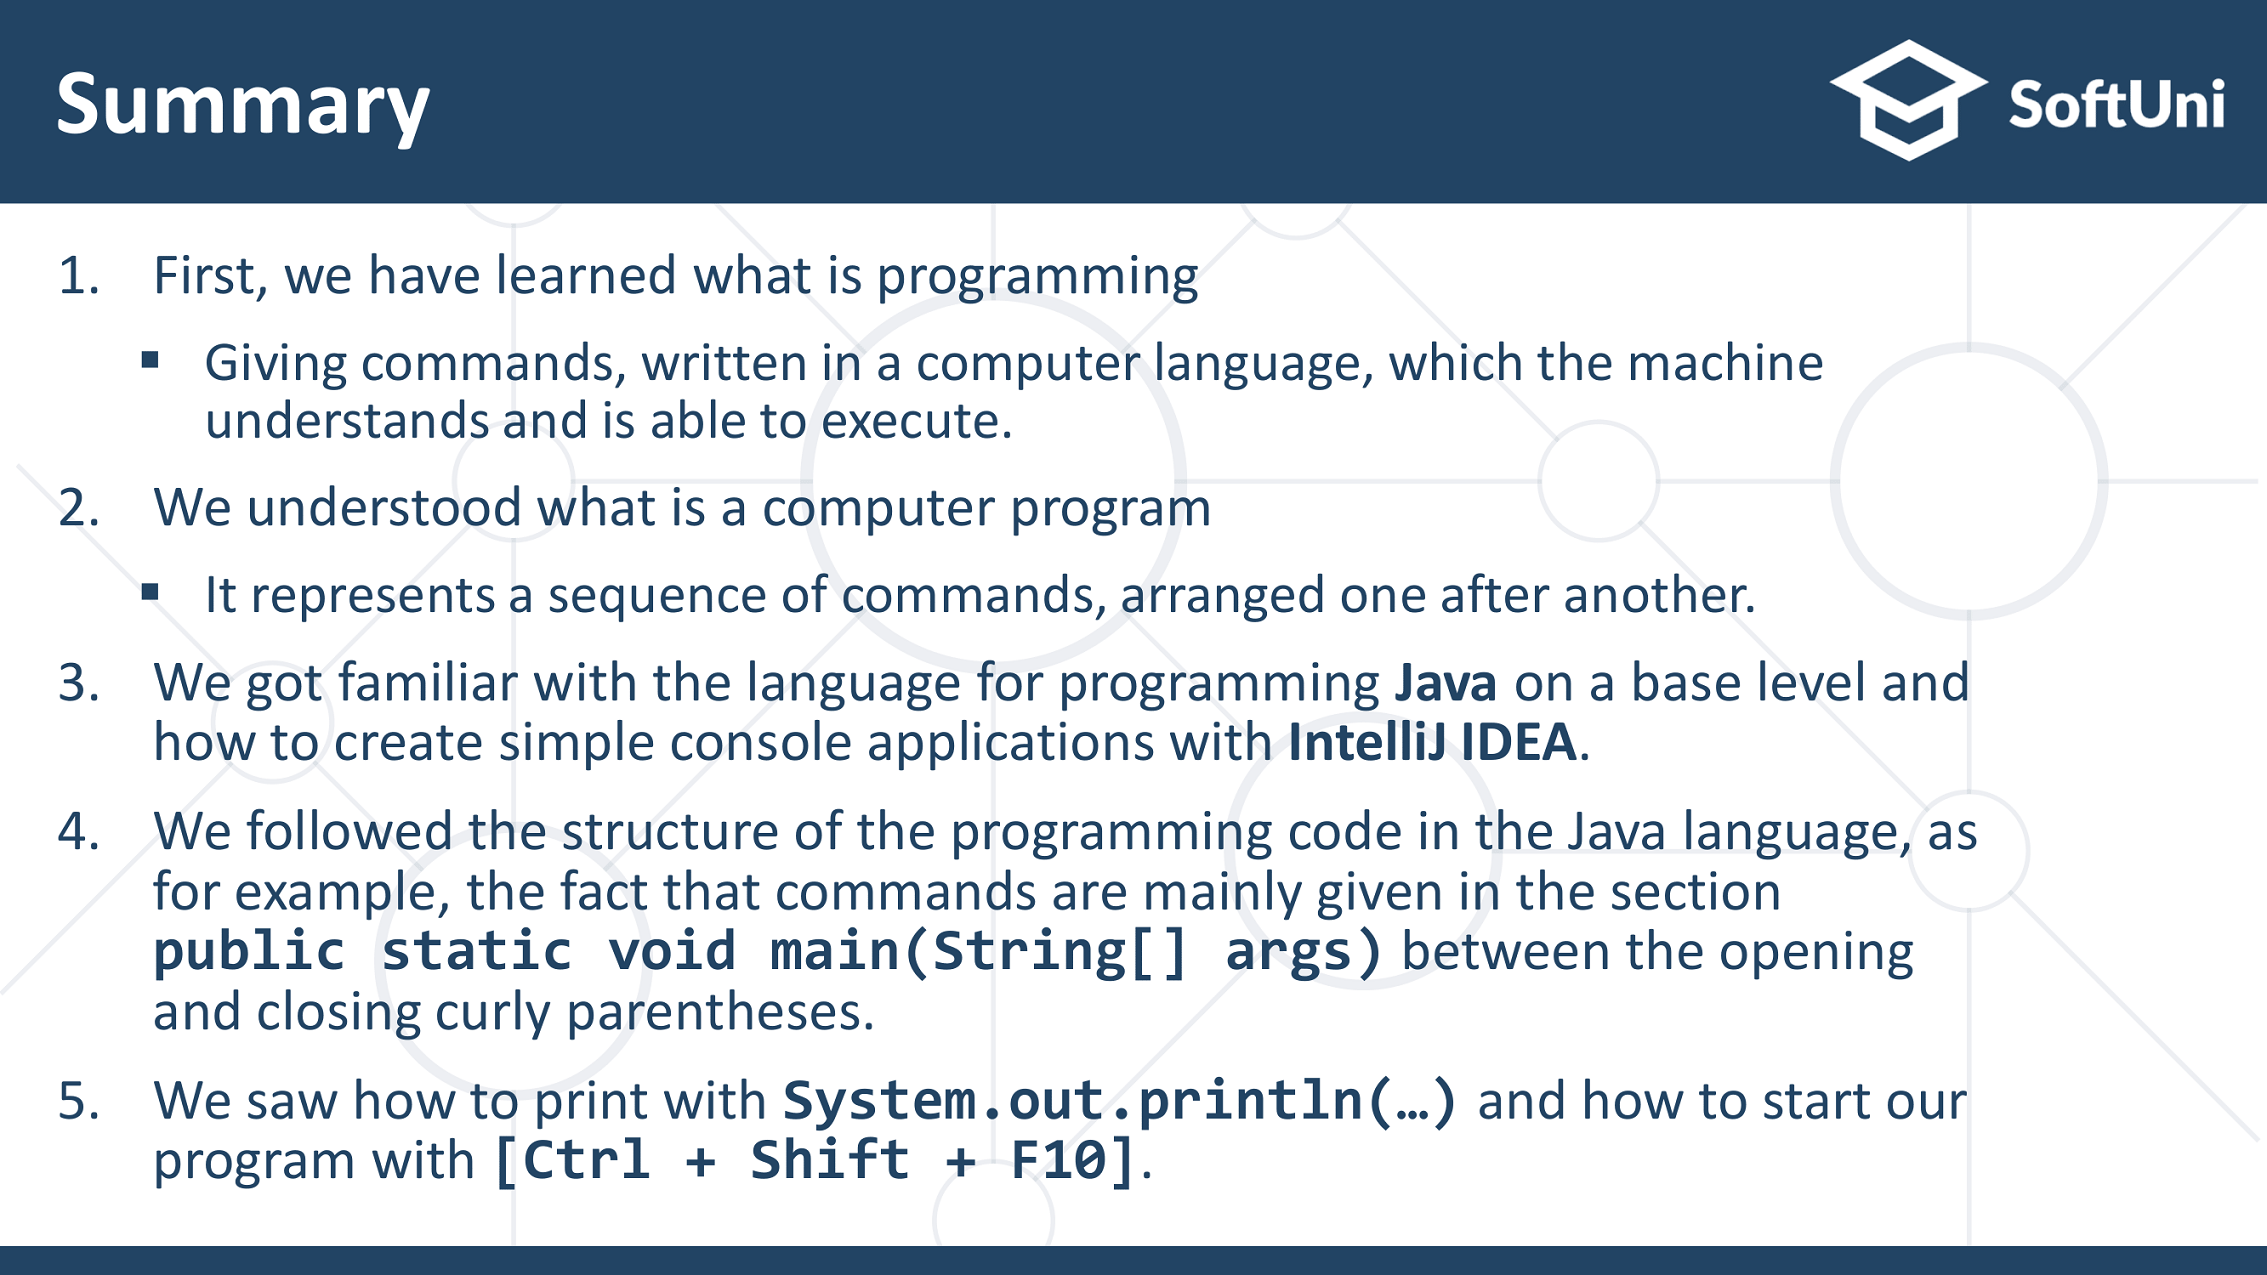 Summary
SoftUni
1. First, we have learned what is programming
▪ Giving commands, written in a computer language, which the machine
understands and is able to execute.
2. We understood what is a computer program
▪ It represents a sequence of commands, arranged one after another.
3. We got familiar with the language for programming Java on a base level and
how to create simple console applications with IntelliJ IDEA.
4. We followed the structure of the programming code in the Java language, as
for example, the fact that commands are mainly given in the section
public static void main(String[] args) between the opening
and closing curly parentheses.
5. We saw how to print with System.out.println(…) and how to start our
program with [Ctrl + Shift + F10].